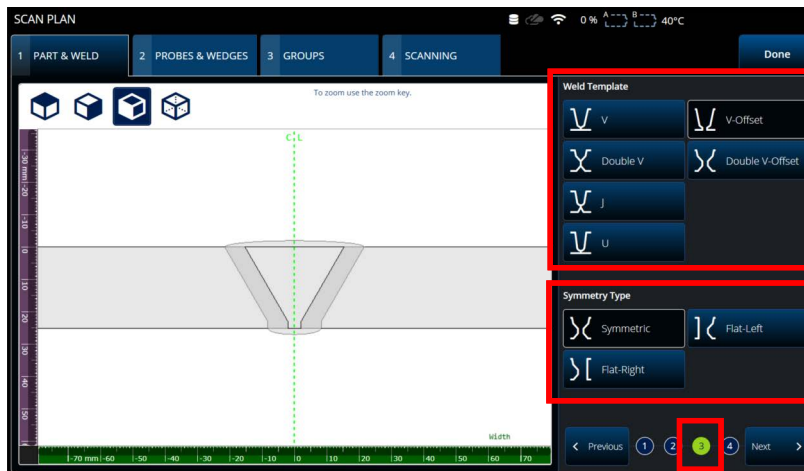 SCAN PLAN
0 % A B 40°C
1 PART & WELD 2 PROBES & WEDGES 3 GROUPS 4 SCANNING Done
To zoom use the zoom key.
Weld Template
V V-Offset
Double V Double V-Offset
J
U
Symmetry Type
Symmetric Flat-Left
Flat-Right
C L
-30 mm
-20
-10
0
10
20
30
40
50
Width
-70 mm -60 -50 -40 -30 -20 -10 0 10 20 30 40 50 60 70
< Previous 1 2 3 4 Next >